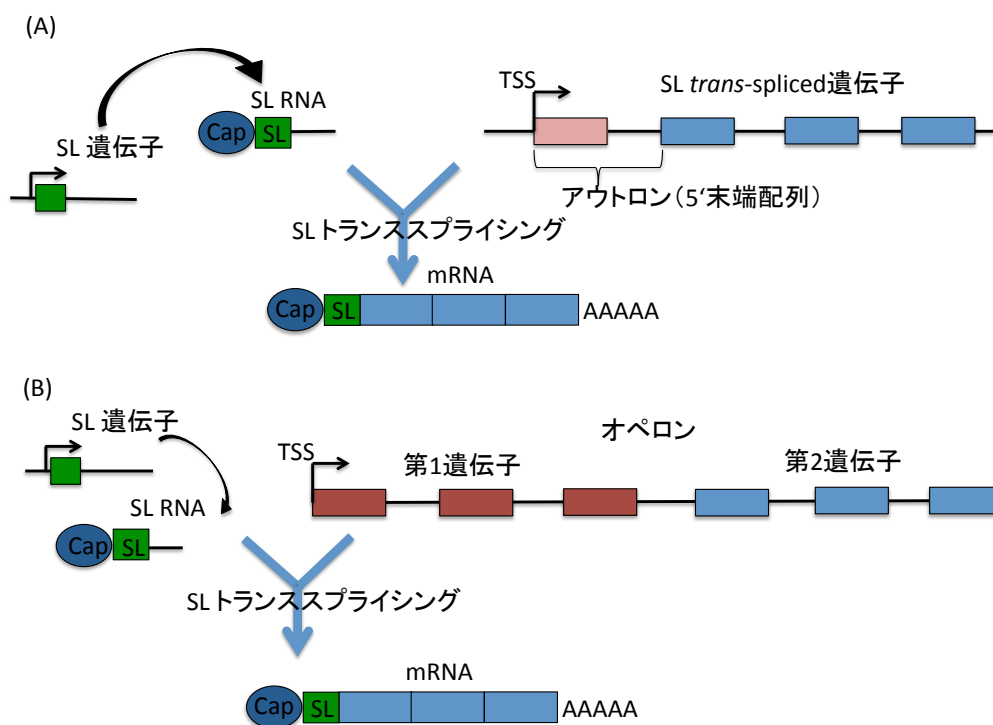 (A)
SL RNA
Cap SL
SL 遺伝子
TSS
SL trans-spliced遺伝子
アウトロン（5‘末端配列）
SL トランススプライシング
mRNA
Cap SL AAAAA
(B)
SL 遺伝子
SL RNA
Cap SL
オペロン
TSS
第1遺伝子 第2遺伝子
SL トランススプライシング
mRNA
Cap SL AAAAA